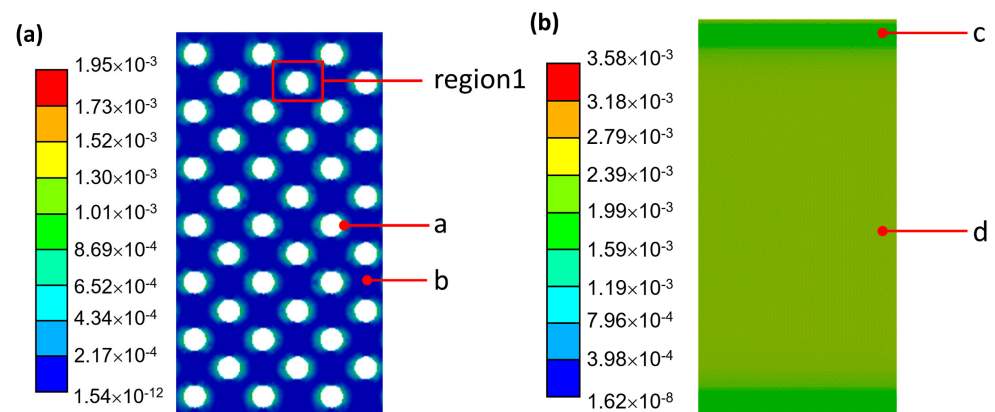 (a)
1.95×10⁻³
1.73×10⁻³
1.52×10⁻³
1.30×10⁻³
1.01×10⁻³
8.69×10⁻⁴
6.52×10⁻⁴
4.34×10⁻⁴
2.17×10⁻⁴
1.54×10⁻¹²
region1
a
b
(b)
3.58×10⁻³
3.18×10⁻³
2.79×10⁻³
2.39×10⁻³
1.99×10⁻³
1.59×10⁻³
1.19×10⁻³
7.96×10⁻⁴
3.98×10⁻⁴
1.62×10⁻⁸
c
d